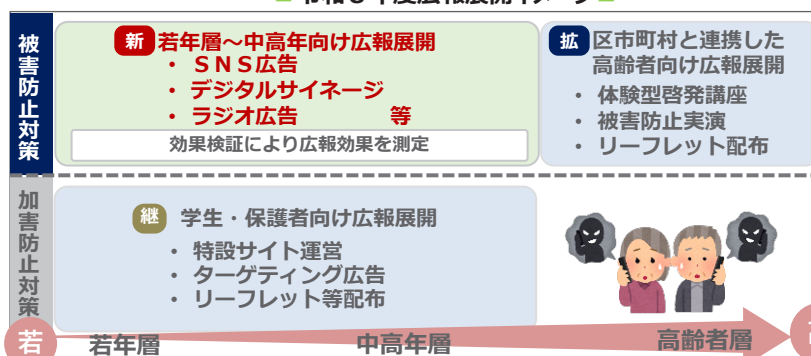 被害防止対策
新 若年層～中高年向け広報展開
・ ＳＮＳ広告
・ デジタルサイネージ
・ ラジオ広告 等
効果検証により広報効果を測定
拡 区市町村と連携した
高齢者向け広報展開
・ 体験型啓発講座
・ 被害防止実演
・ リーフレット配布
加害防止対策
継 学生・保護者向け広報展開
・ 特設サイト運営
・ ターゲティング広告
・ リーフレット等配布
若
若年層
中高年層
高齢者層